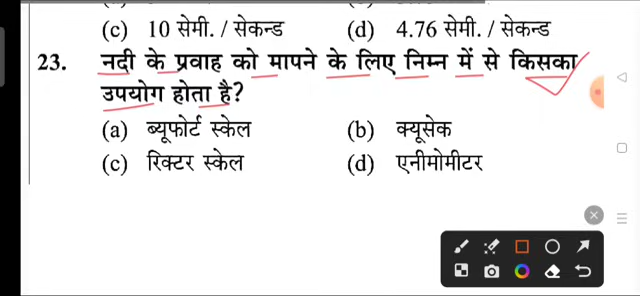 (c) 10 सेमी. / सेकन्ड (d) 4.76 सेमी. / सेकन्ड
23. नदी के प्रवाह को मापने के लिए निम्न में से किसका
उपयोग होता है?
(a) ब्यूफोर्ट स्केल (b) क्यूसेक
(c) रिक्टर स्केल (d) एनीमोमीटर